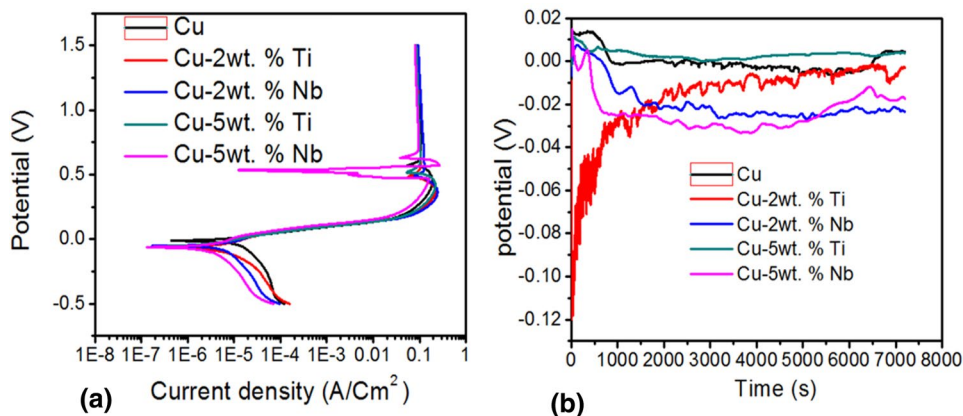 Cu
Cu-2wt. % Ti
Cu-2wt. % Nb
Cu-5wt. % Ti
Cu-5wt. % Nb
1.5
1.0
0.5
0.0
-0.5
Potential (V)
1E-8 1E-7 1E-6 1E-5 1E-4 1E-3 0.01 0.1 1
(a) Current density (A/Cm²)
0.02
0.00
-0.02
-0.04
-0.06
-0.08
-0.10
-0.12
potential (V)
Cu
Cu-2wt. % Ti
Cu-2wt. % Nb
Cu-5wt. % Ti
Cu-5wt. % Nb
0 1000 2000 3000 4000 5000 6000 7000 8000
(b) Time (s)